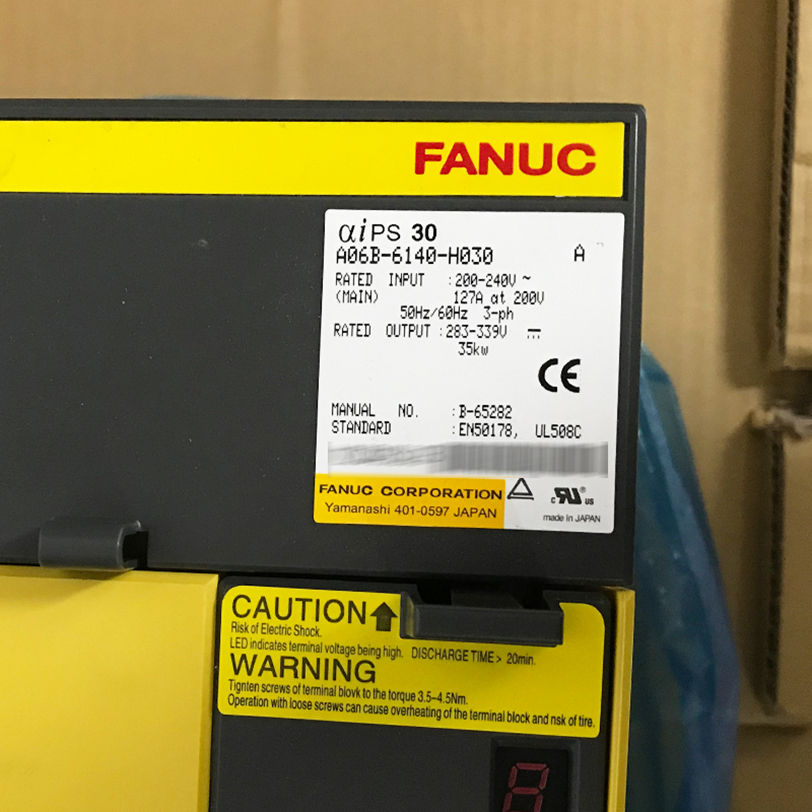 FANUC
αiPS 30
A06B-6140-H030 A
RATED INPUT :200-240V ~
(MAIN) 127A at 200V
50Hz/60Hz 3-ph
RATED OUTPUT :283-339V ⎓
35kw
CE
MANUAL NO. :B-65282
STANDARD :EN50178, UL508C
FANUC CORPORATION
Yamanashi 401-0597 JAPAN
c RU ® US
made in JAPAN
CAUTION
Risk of Electric Shock.
LED indicates terminal voltage being high. DISCHARGE TIME > 20min.
WARNING
Tignten screws of terminal blovk to the torque 3.5-4.5Nm.
Operation with loose screws can cause overheating of the terminal block and nsk of tire.
8